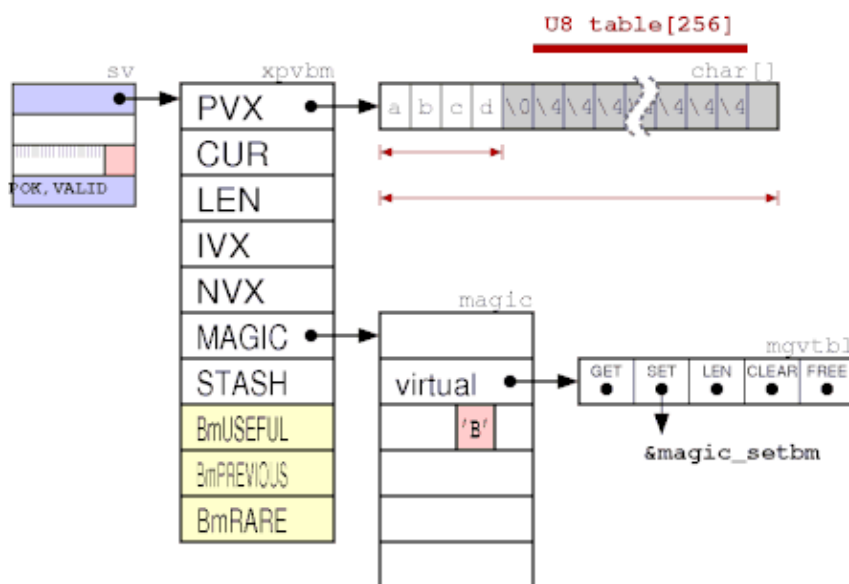 U8 table[256]
sv
xpvbm
char[]
PVX
a b c d \0 \4 \4 \4 \4 \4 \4
CUR
POK,VALID
LEN
IVX
NVX
magic
MAGIC
mgvtbl
STASH
virtual
GET SET LEN CLEAR FREE
BmUSEFUL
'B'
&magic_setbm
BmPREVIOUS
BmRARE